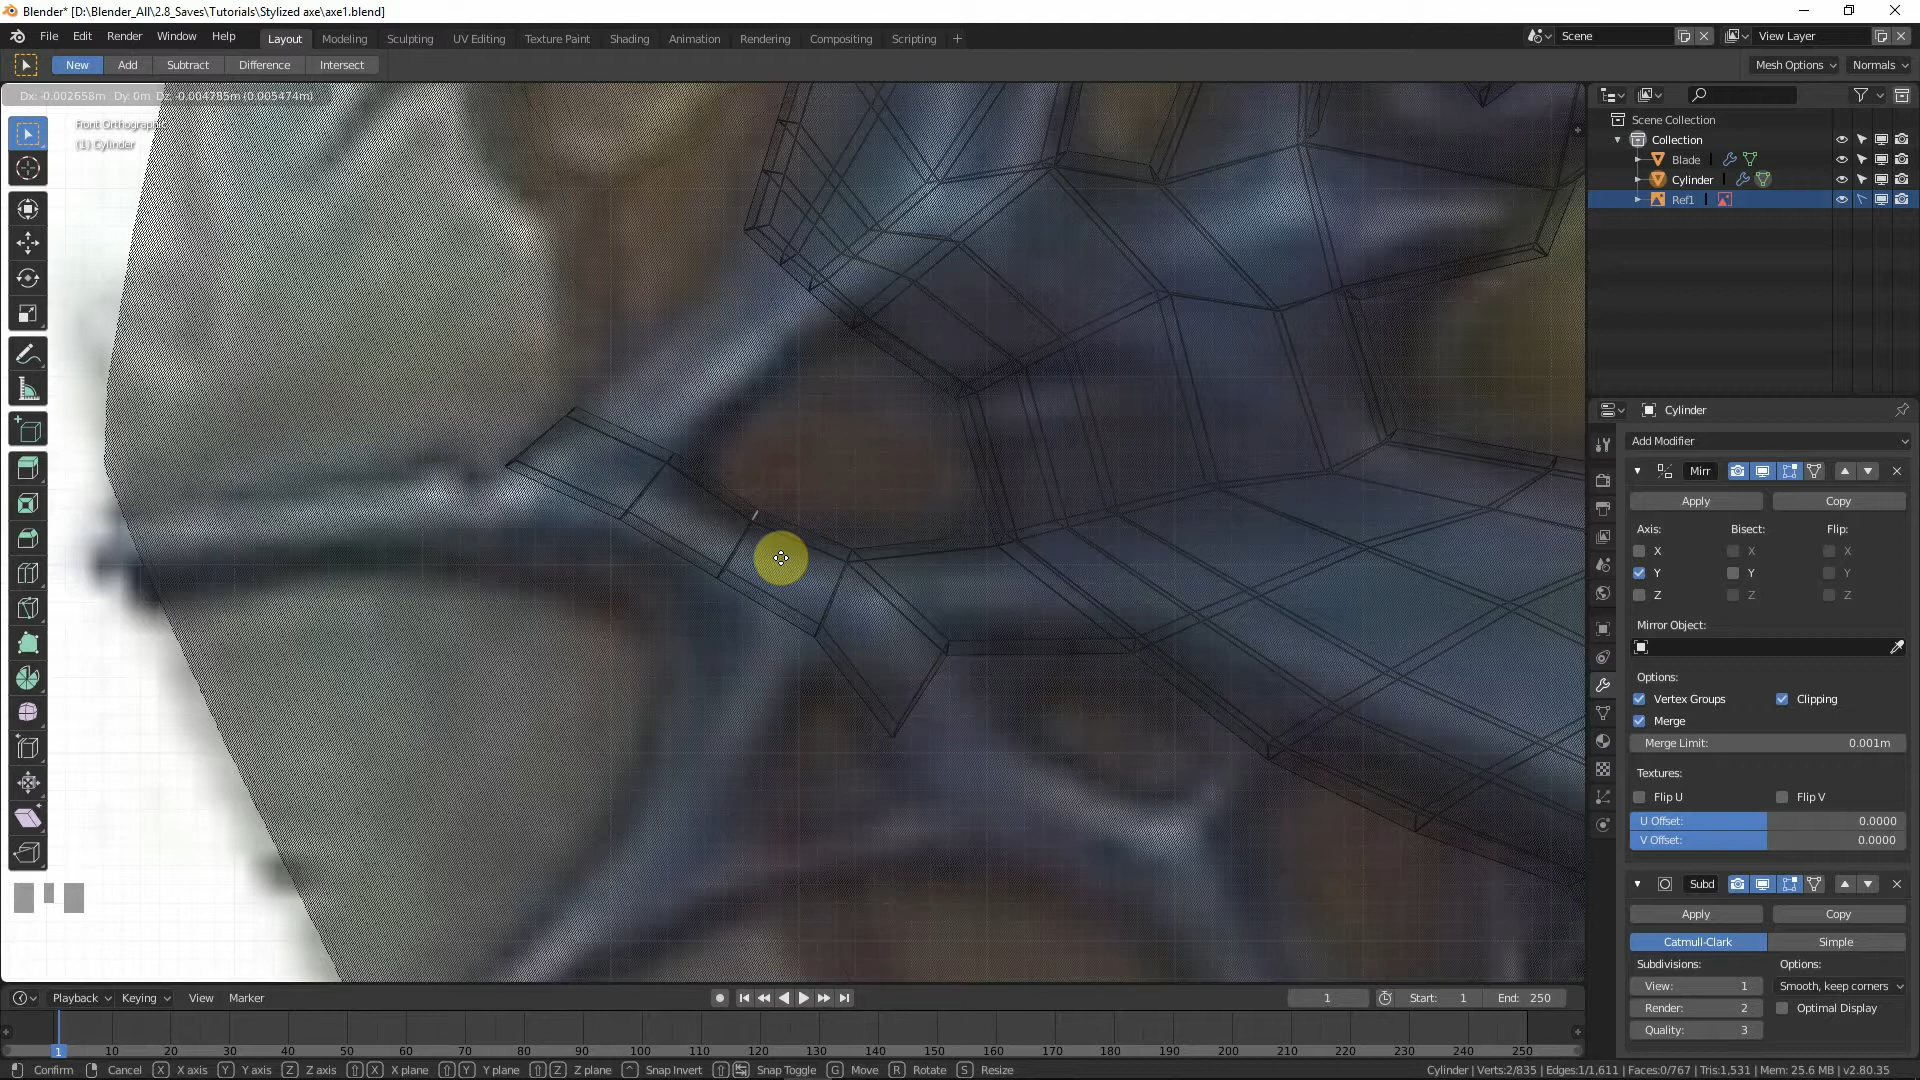 Blender* [D:\Blender_All\2.8_Saves\Tutorials\Stylized axe\axe1.blend]
File Edit Render Window Help Layout Modeling Sculpting UV Editing Texture Paint Shading Animation Rendering Compositing Scripting + Scene View Layer
New Add Subtract Difference Intersect Mesh Options Normals
Dx: -0.002658m Dy: 0m Dz: -0.004785m (0.005474m)
Front Orthographic
(1) Cylinder
Scene Collection
Collection
Blade
Cylinder
Ref1
Cylinder
Add Modifier
Mirr
Apply Copy
Axis: Bisect: Flip:
X X X
Y Y Y
Z Z Z
Mirror Object:
Options:
Vertex Groups Clipping
Merge
Merge Limit: 0.001m
Textures:
Flip U Flip V
U Offset: 0.0000
V Offset: 0.0000
Subd
Apply Copy
Catmull-Clark Simple
Subdivisions: Options:
View: 1 Smooth, keep corners
Render: 2 Optimal Display
Quality: 3
Playback Keying View Marker 1 Start: 1 End: 250
1 10 20 30 40 50 60 70 80 90 100 110 120 130 140 150 160 170 180 190 200 210 220 230 240 250
Confirm Cancel X X axis Y Y axis Z Z axis X X plane Y Y plane Z Z plane Snap Invert Snap Toggle G Move R Rotate S Resize Cylinder | Verts:2/835 | Edges:1/1,611 | Faces:0/767 | Tris:1,531 | Mem: 25.6 MB | v2.80.35